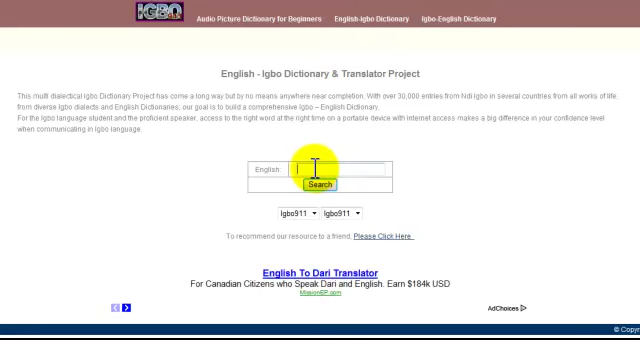 IGBO 911
Audio Picture Dictionary for Beginners English-Igbo Dictionary Igbo-English Dictionary
English - Igbo Dictionary & Translator Project
This multi dialectical Igbo Dictionary Project has come a long way but by no means anywhere near completion. With over 30,000 entries from Ndi Igbo in several countries from all works of life,
from diverse Igbo dialects and English Dictionaries; our goal is to build a comprehensive Igbo – English Dictionary.
For the Igbo language student and the proficient speaker, access to the right word at the right time on a portable device with internet access makes a big difference in your confidence level
when communicating in Igbo language.
English:
Search
Igbo911 Igbo911
To recommend our resource to a friend, Please Click Here
English To Dari Translator
For Canadian Citizens who Speak Dari and English. Earn $184k USD
MissionEP.com
AdChoices
© Copyr